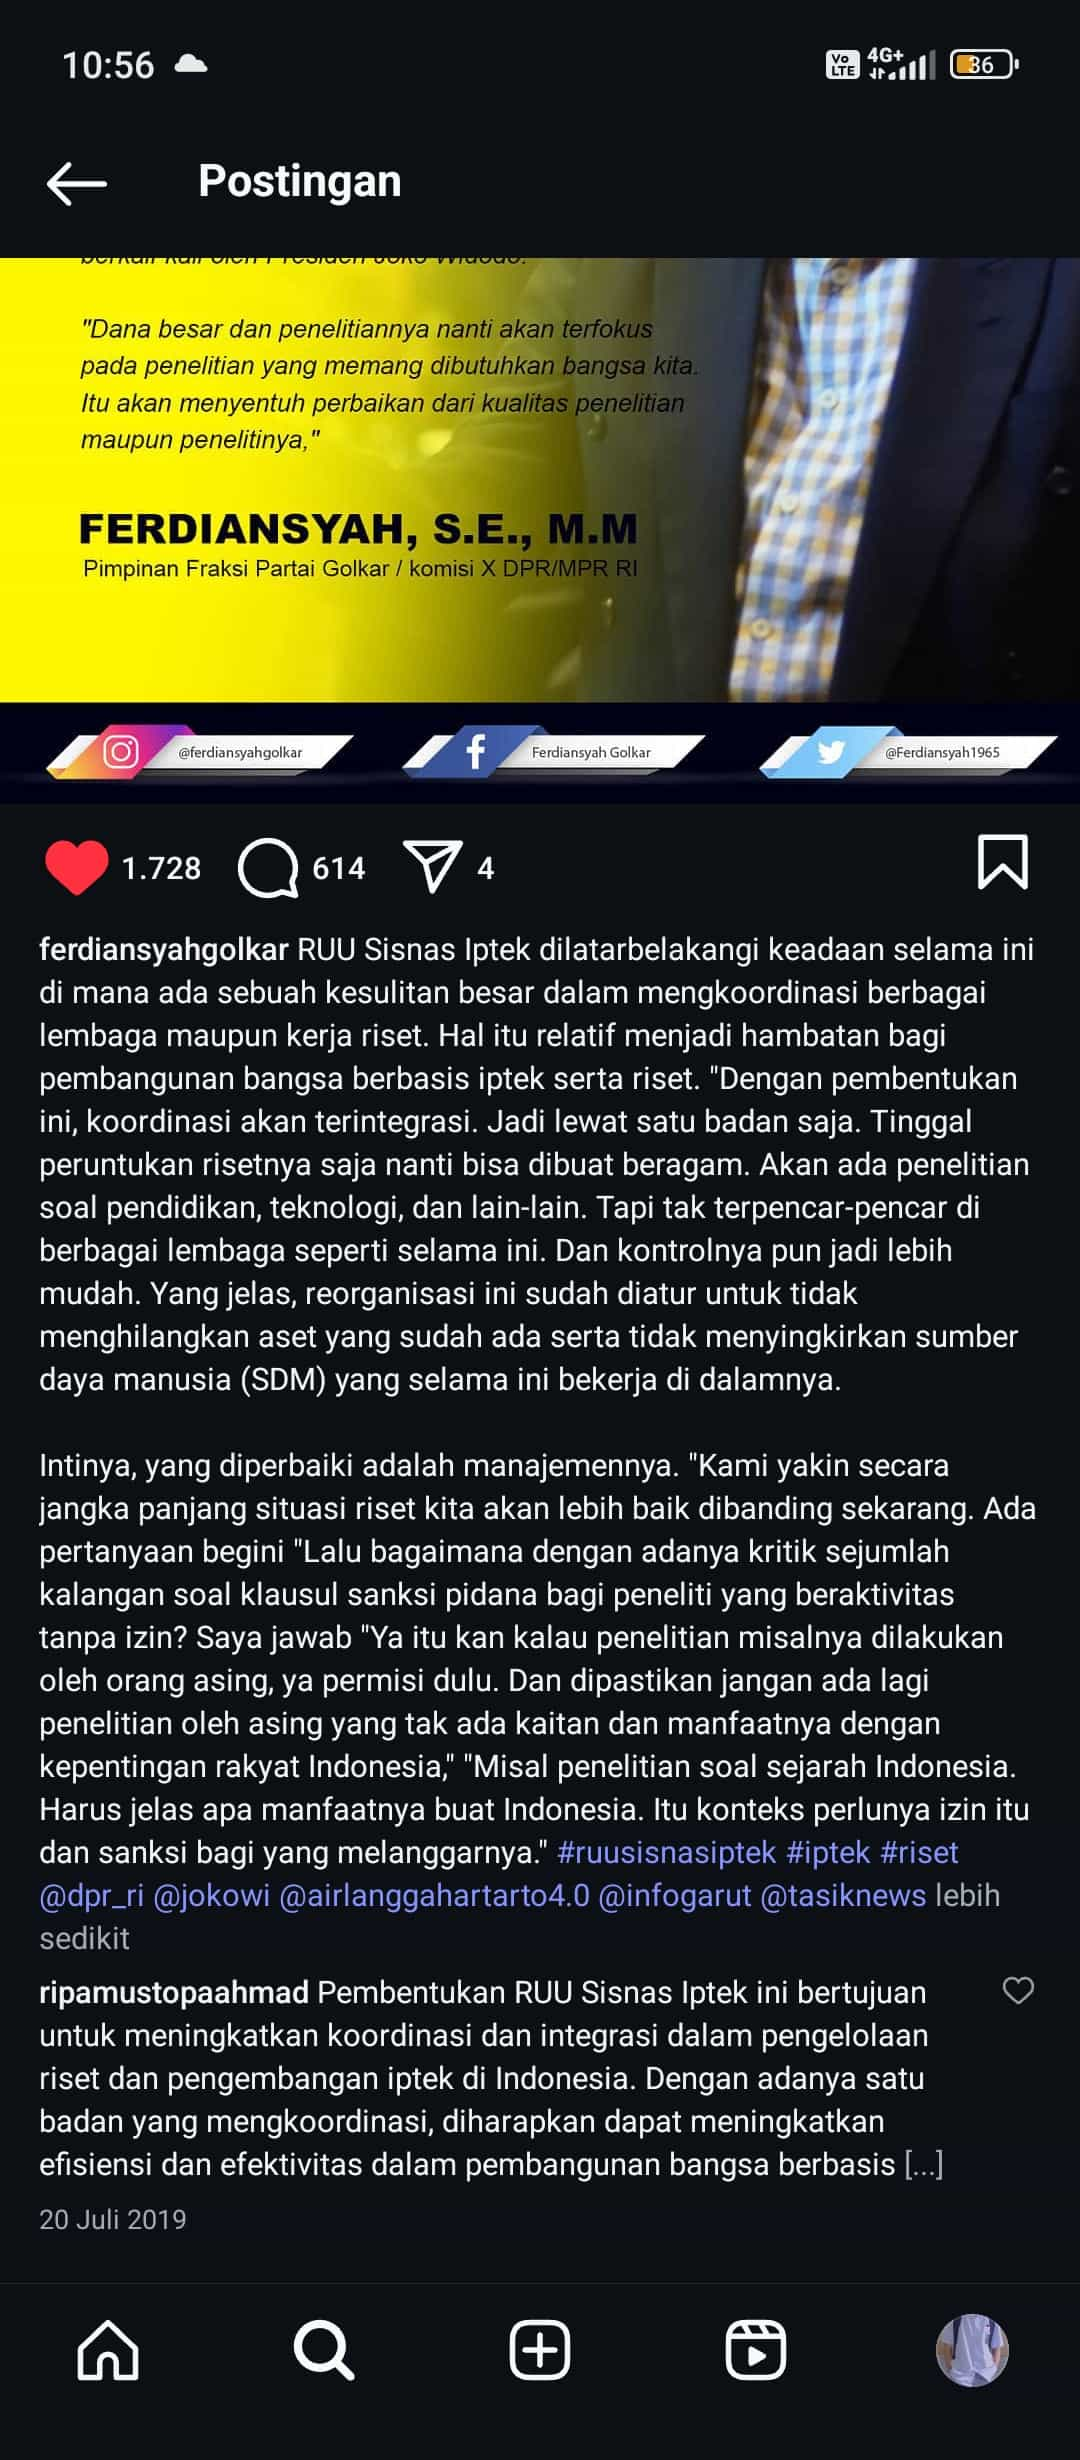 10:56
Vo LTE 4G+ 36
Postingan
berkali-kali oleh Presiden Joko Widodo.
"Dana besar dan penelitiannya nanti akan terfokus
pada penelitian yang memang dibutuhkan bangsa kita.
Itu akan menyentuh perbaikan dari kualitas penelitian
maupun penelitinya,"
FERDIANSYAH, S.E., M.M
Pimpinan Fraksi Partai Golkar / komisi X DPR/MPR RI
@ferdiansyahgolkar
Ferdiansyah Golkar
@Ferdiansyah1965
1.728 614 4
ferdiansyahgolkar RUU Sisnas Iptek dilatarbelakangi keadaan selama ini
di mana ada sebuah kesulitan besar dalam mengkoordinasi berbagai
lembaga maupun kerja riset. Hal itu relatif menjadi hambatan bagi
pembangunan bangsa berbasis iptek serta riset. "Dengan pembentukan
ini, koordinasi akan terintegrasi. Jadi lewat satu badan saja. Tinggal
peruntukan risetnya saja nanti bisa dibuat beragam. Akan ada penelitian
soal pendidikan, teknologi, dan lain-lain. Tapi tak terpencar-pencar di
berbagai lembaga seperti selama ini. Dan kontrolnya pun jadi lebih
mudah. Yang jelas, reorganisasi ini sudah diatur untuk tidak
menghilangkan aset yang sudah ada serta tidak menyingkirkan sumber
daya manusia (SDM) yang selama ini bekerja di dalamnya.
Intinya, yang diperbaiki adalah manajemennya. "Kami yakin secara
jangka panjang situasi riset kita akan lebih baik dibanding sekarang. Ada
pertanyaan begini "Lalu bagaimana dengan adanya kritik sejumlah
kalangan soal klausul sanksi pidana bagi peneliti yang beraktivitas
tanpa izin? Saya jawab "Ya itu kan kalau penelitian misalnya dilakukan
oleh orang asing, ya permisi dulu. Dan dipastikan jangan ada lagi
penelitian oleh asing yang tak ada kaitan dan manfaatnya dengan
kepentingan rakyat Indonesia," "Misal penelitian soal sejarah Indonesia.
Harus jelas apa manfaatnya buat Indonesia. Itu konteks perlunya izin itu
dan sanksi bagi yang melanggarnya." #ruusisnasiptek #iptek #riset
@dpr_ri @jokowi @airlanggahartarto4.0 @infogarut @tasiknews lebih
sedikit
ripamustopaahmad Pembentukan RUU Sisnas Iptek ini bertujuan
untuk meningkatkan koordinasi dan integrasi dalam pengelolaan
riset dan pengembangan iptek di Indonesia. Dengan adanya satu
badan yang mengkoordinasi, diharapkan dapat meningkatkan
efisiensi dan efektivitas dalam pembangunan bangsa berbasis [...]
20 Juli 2019